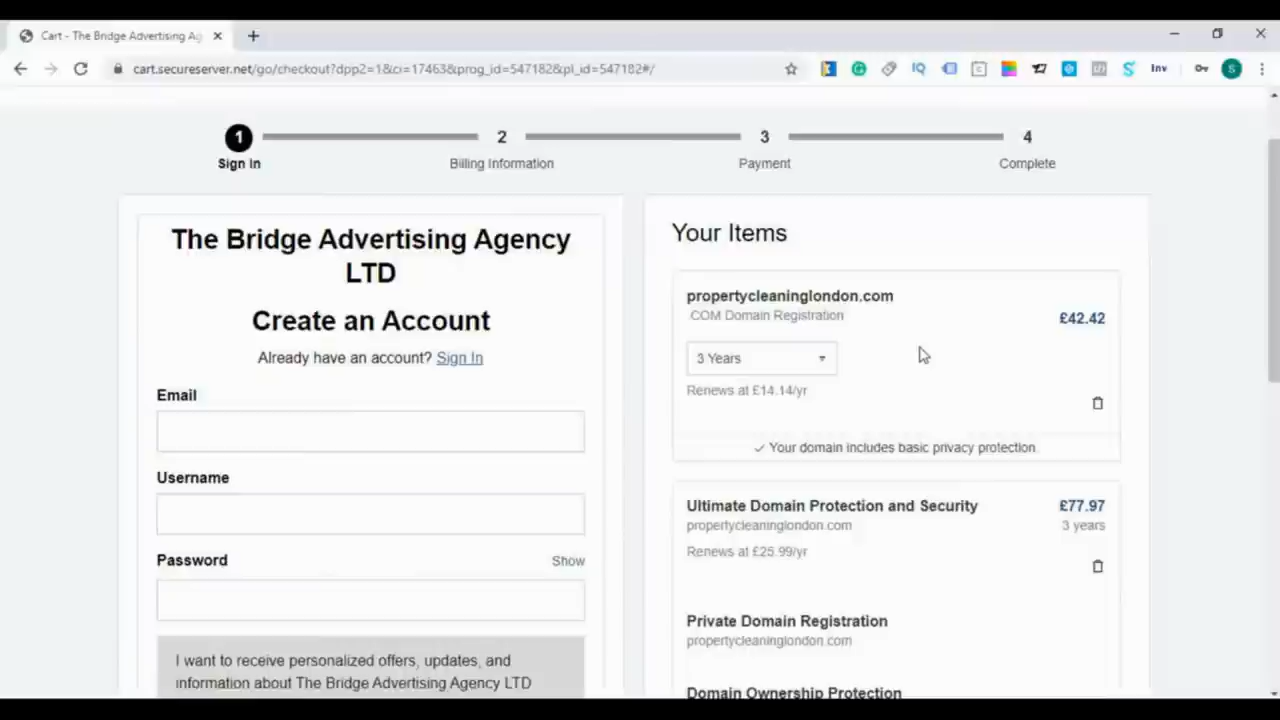 Cart - The Bridge Advertising Ag
cart.secureserver.net/go/checkout?dpp2=1&ci=17463&prog_id=547182&pl_id=547182#/
IQ
Inv
S
1
2
3
4
Sign In
Billing Information
Payment
Complete
The Bridge Advertising Agency
LTD
Create an Account
Already have an account? Sign In
Email
Username
Password
Show
I want to receive personalized offers, updates, and
information about The Bridge Advertising Agency LTD
Your Items
propertycleaninglondon.com
£42.42
COM Domain Registration
3 Years
Renews at £14.14/yr
✓ Your domain includes basic privacy protection
Ultimate Domain Protection and Security
£77.97
propertycleaninglondon.com
3 years
Renews at £25.99/yr
Private Domain Registration
propertycleaninglondon.com
Domain Ownership Protection